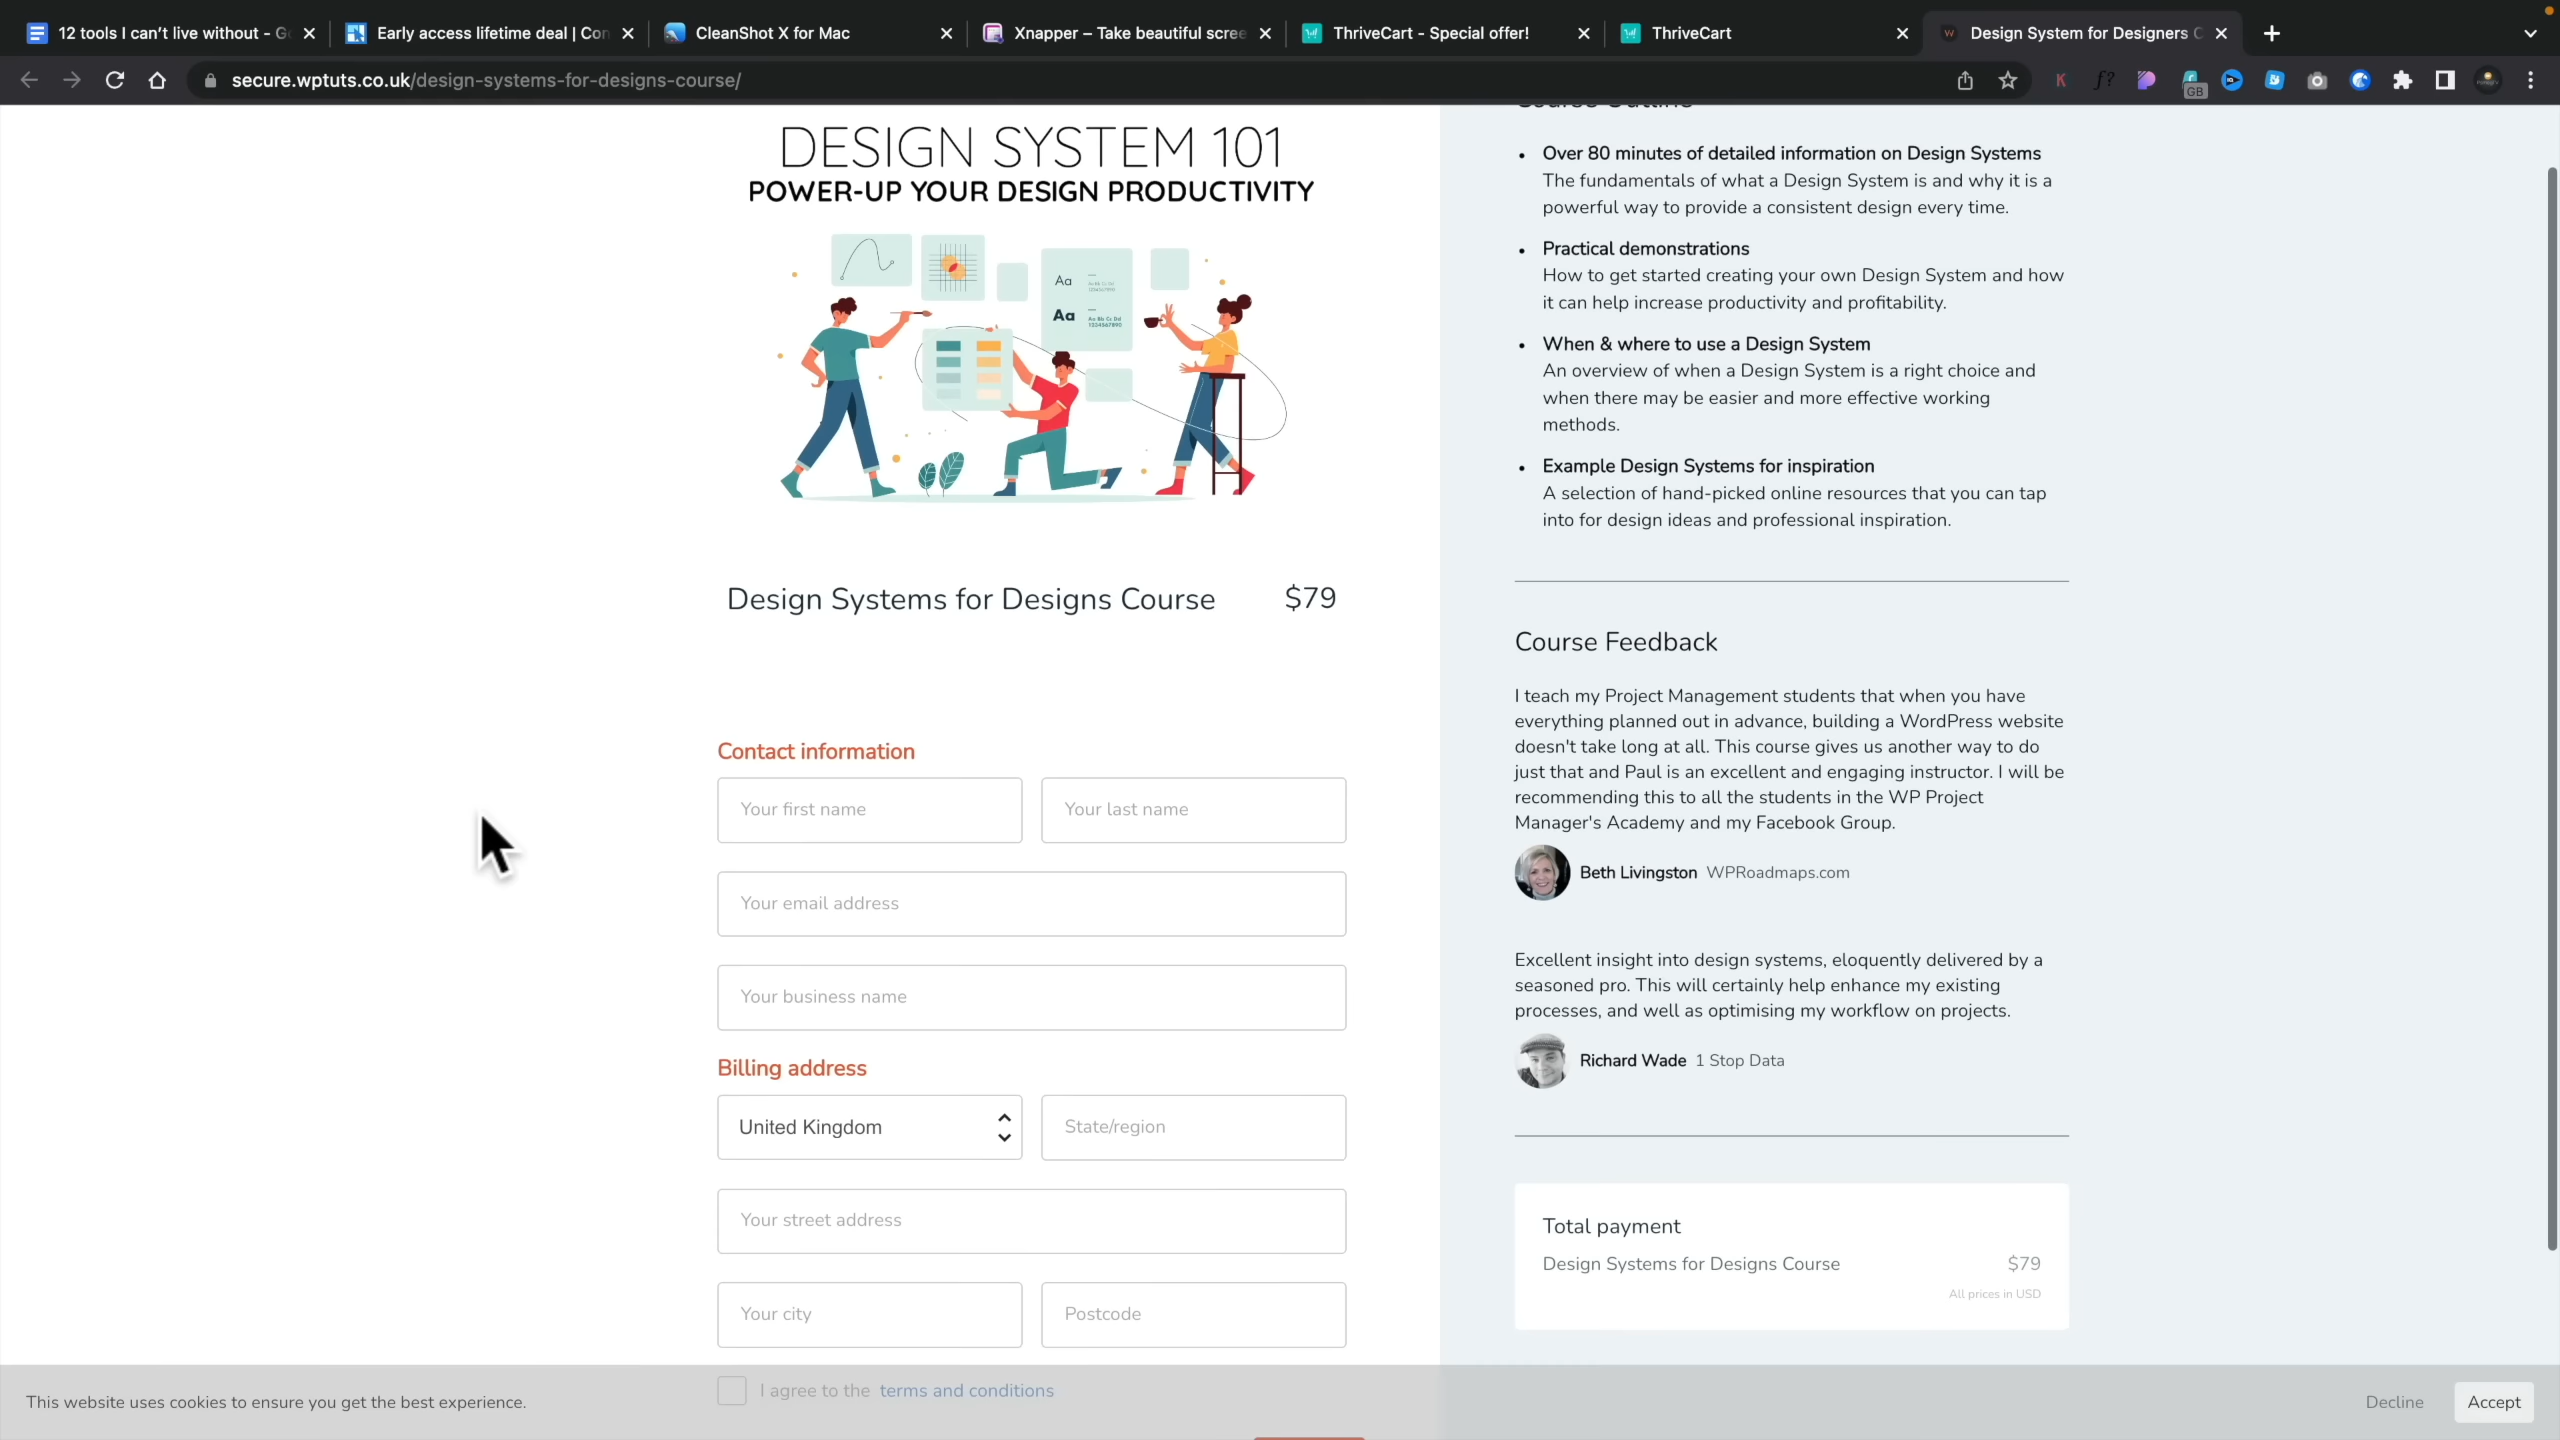 12 tools I can't live without - Go
Early access lifetime deal | Con
CleanShot X for Mac
Xnapper – Take beautiful scree
ThriveCart - Special offer!
ThriveCart
Design System for Designers C
secure.wptuts.co.uk/design-systems-for-designs-course/
GB
DESIGN SYSTEM 101
POWER-UP YOUR DESIGN PRODUCTIVITY
Aa
Aa
Design Systems for Designs Course $79
Contact information
Your first name
Your last name
Your email address
Your business name
Billing address
United Kingdom
State/region
Your street address
Your city
Postcode
I agree to the terms and conditions
Course Outline
• Over 80 minutes of detailed information on Design Systems
The fundamentals of what a Design System is and why it is a
powerful way to provide a consistent design every time.
• Practical demonstrations
How to get started creating your own Design System and how
it can help increase productivity and profitability.
• When & where to use a Design System
An overview of when a Design System is a right choice and
when there may be easier and more effective working
methods.
• Example Design Systems for inspiration
A selection of hand-picked online resources that you can tap
into for design ideas and professional inspiration.
Course Feedback
I teach my Project Management students that when you have
everything planned out in advance, building a WordPress website
doesn't take long at all. This course gives us another way to do
just that and Paul is an excellent and engaging instructor. I will be
recommending this to all the students in the WP Project
Manager's Academy and my Facebook Group.
Beth Livingston WPRoadmaps.com
Excellent insight into design systems, eloquently delivered by a
seasoned pro. This will certainly help enhance my existing
processes, and well as optimising my workflow on projects.
Richard Wade 1 Stop Data
Total payment
Design Systems for Designs Course $79
All prices in USD
This website uses cookies to ensure you get the best experience.
Decline
Accept